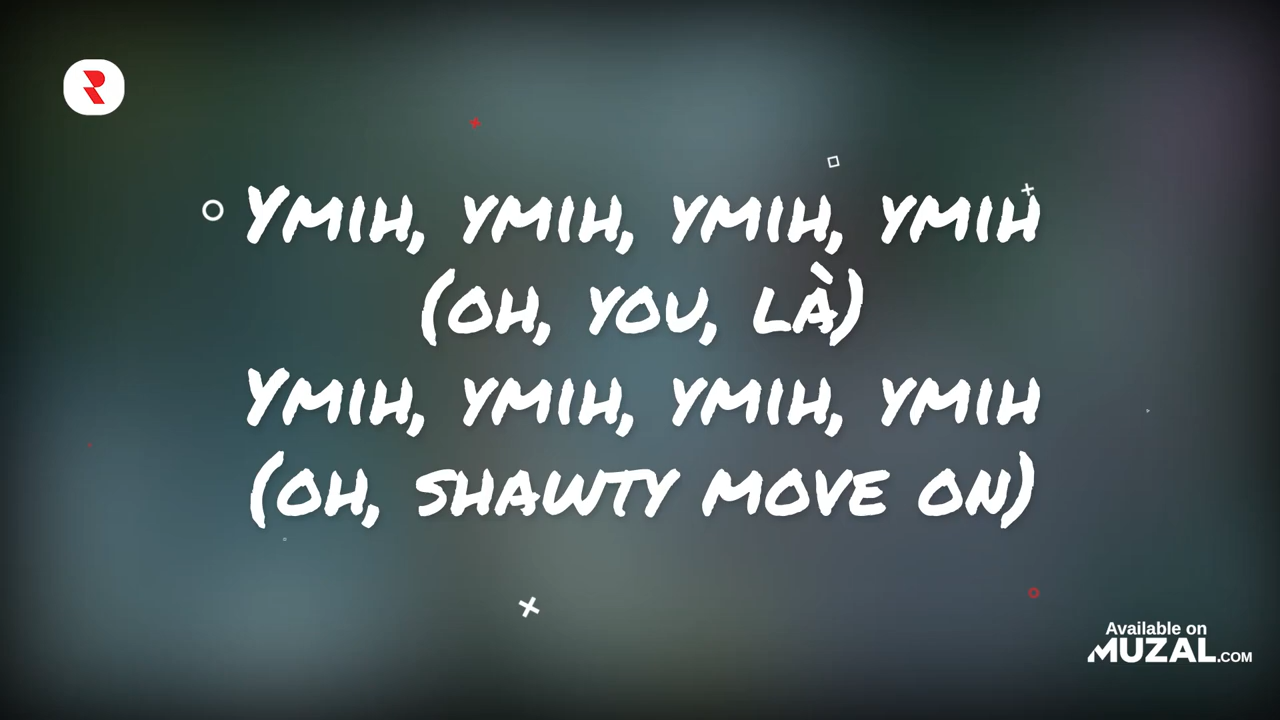 Ymih, ymih, ymih, ymih
(oh, you, là)
Ymih, ymih, ymih, ymih
(oh, shawty move on)
Available on
MUZAL.COM